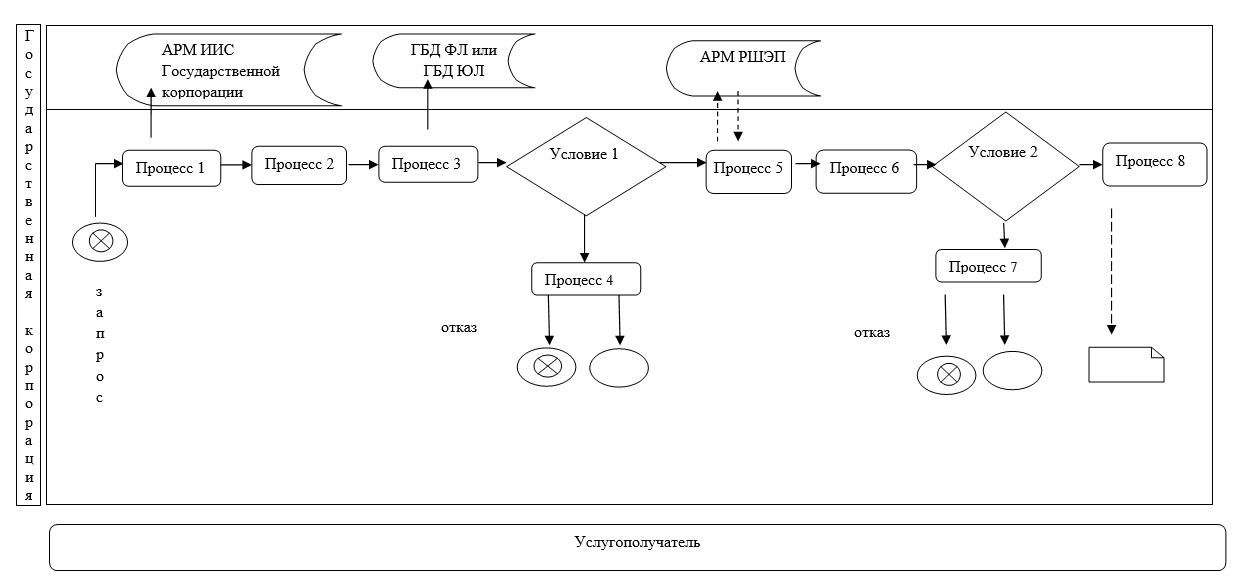 Государственная корпорация
АРМ ИИС
Государственной
корпорации
ГБД ФЛ или
ГБД ЮЛ
АРМ РШЭП
Процесс 1
Процесс 2
Процесс 3
Условие 1
Процесс 5
Процесс 6
Условие 2
Процесс 8
Процесс 4
Процесс 7
запрос
отказ
отказ
Услугополучатель